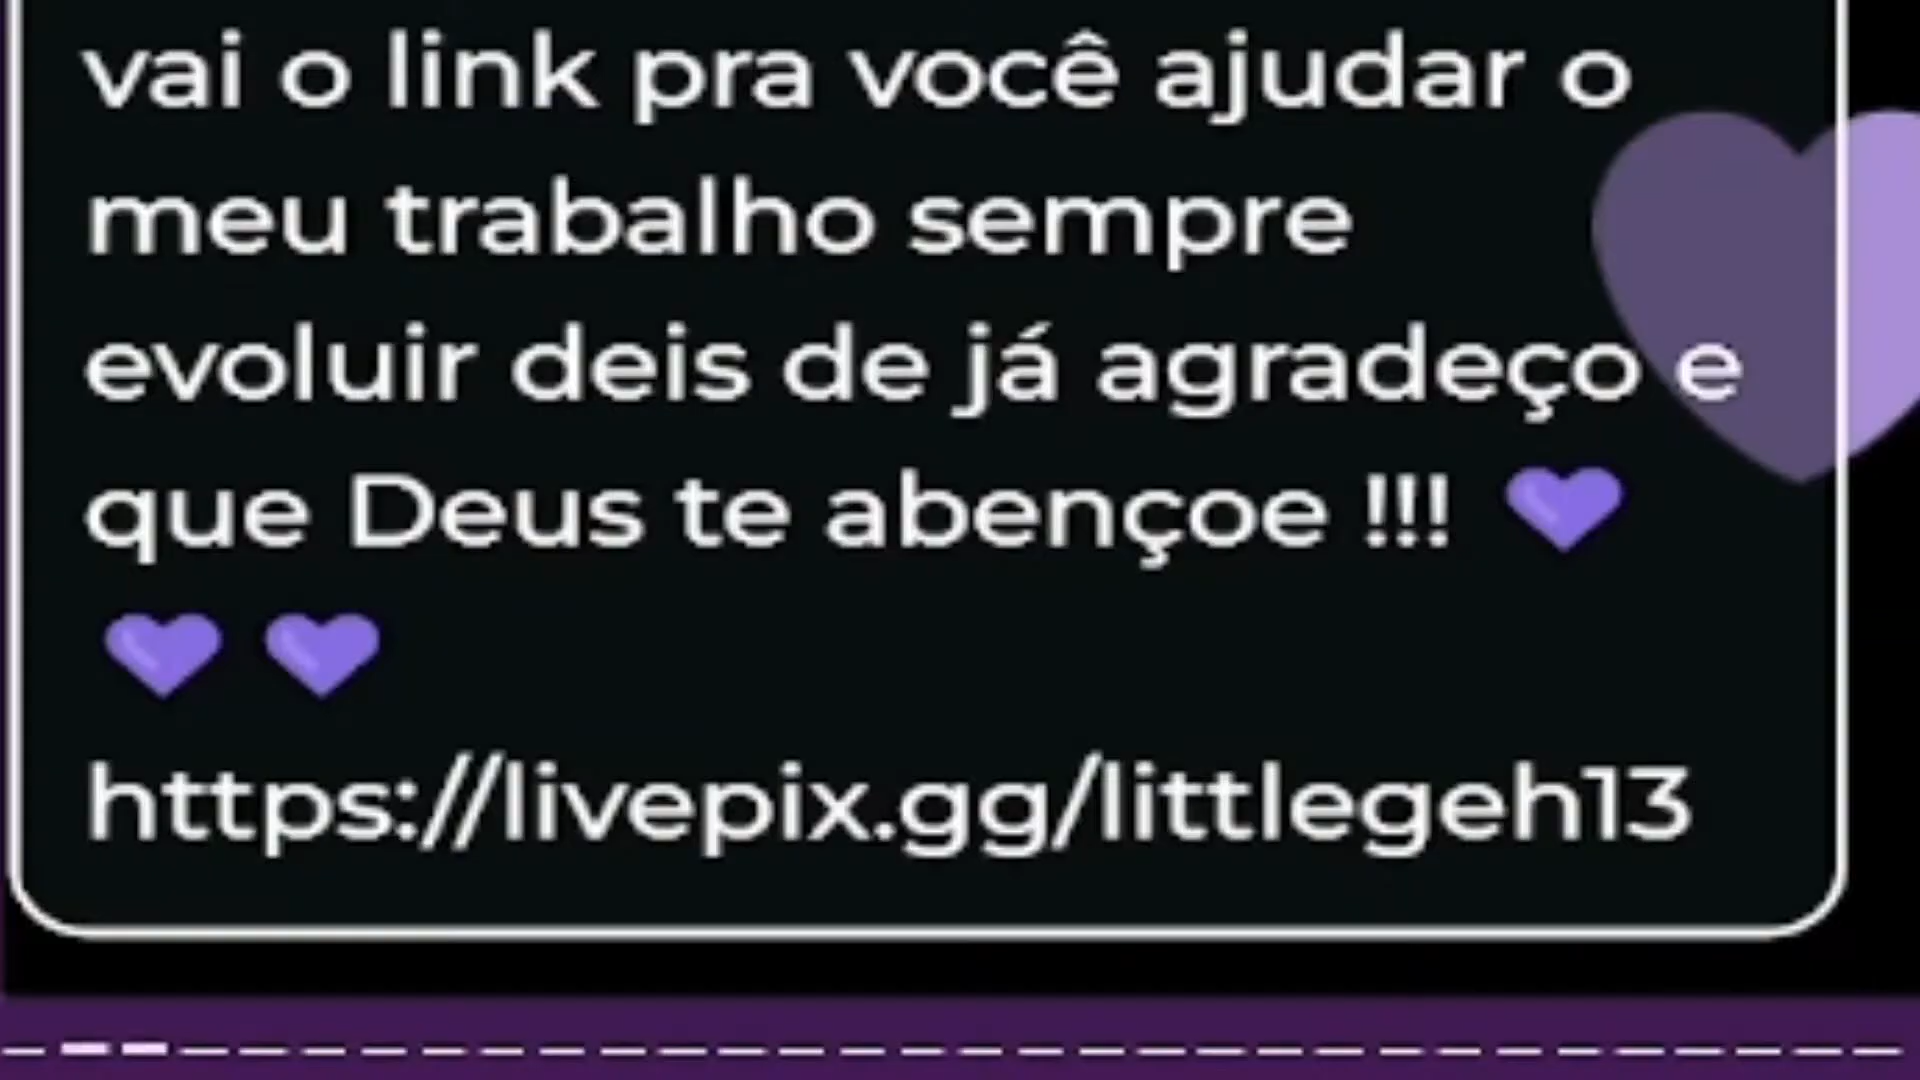 vai o link pra você ajudar o
meu trabalho sempre
evoluir deis de já agradeço e
que Deus te abençoe !!! 💜
💜 💜
https://livepix.gg/littlegeh13